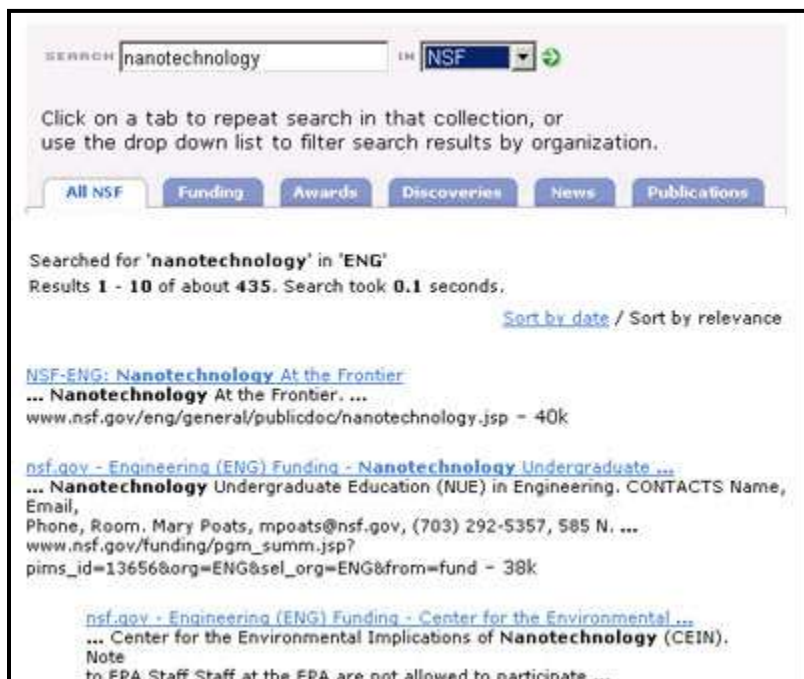 SEARCH nanotechnology IN NSF
Click on a tab to repeat search in that collection, or
use the drop down list to filter search results by organization.
All NSF Funding Awards Discoveries News Publications
Searched for 'nanotechnology' in 'ENG'
Results 1 - 10 of about 435. Search took 0.1 seconds.
Sort by date / Sort by relevance
NSF-ENG: Nanotechnology At the Frontier
... Nanotechnology At the Frontier. ...
www.nsf.gov/eng/general/publicdoc/nanotechnology.jsp - 40k
nsf.gov - Engineering (ENG) Funding - Nanotechnology Undergraduate ...
... Nanotechnology Undergraduate Education (NUE) in Engineering. CONTACTS Name,
Email,
Phone, Room. Mary Poats, mpoats@nsf.gov, (703) 292-5357, 585 N. ...
www.nsf.gov/funding/pgm_summ.jsp?
pims_id=13656&org=ENG&sel_org=ENG&from=fund - 38k
nsf.gov - Engineering (ENG) Funding - Center for the Environmental ...
... Center for the Environmental Implications of Nanotechnology (CEIN).
Note
to EPA Staff Staff at the EPA are not allowed to participate ...